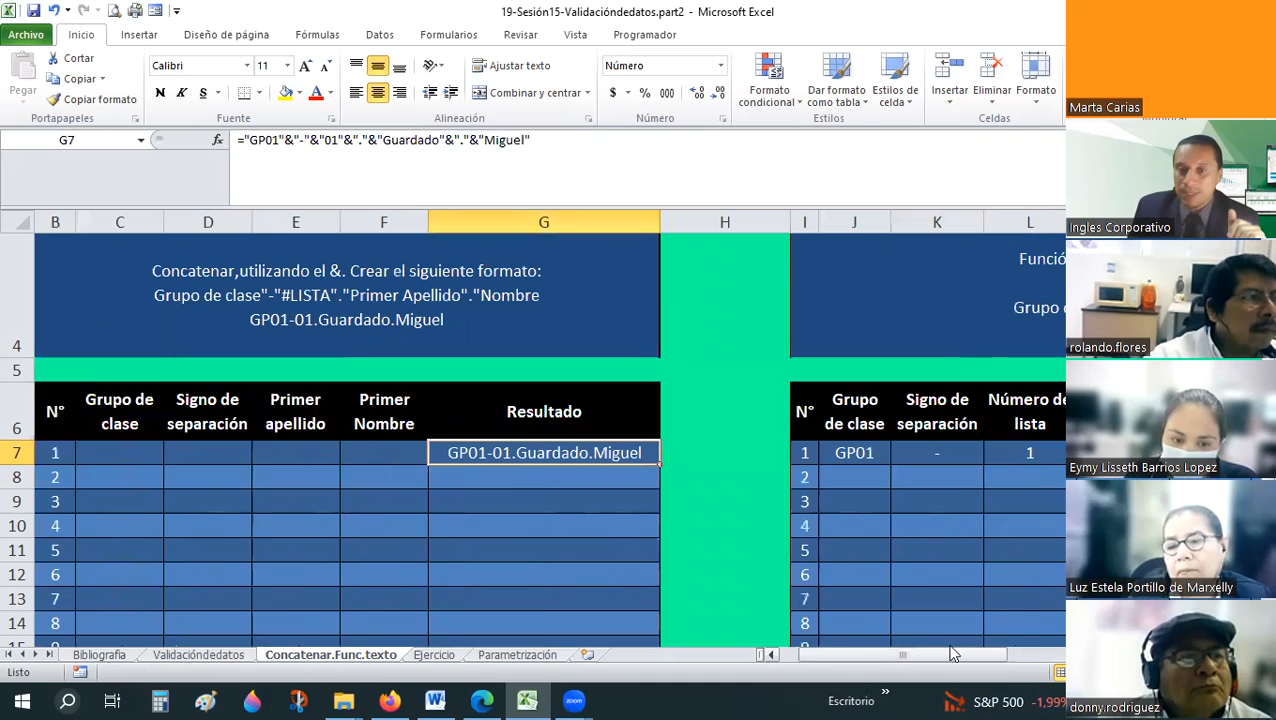 19-Sesión15-Validacióndedatos.part2 - Microsoft Excel
Archivo Inicio Insertar Diseño de página Fórmulas Datos Formularios Revisar Vista Programador
Cortar
Copiar
Copiar formato
Pegar
Portapapeles
Calibri 11
N K S
Fuente
Ajustar texto
Combinar y centrar
Alineación
Número
$ % 000
Número
Formato condicional
Dar formato como tabla
Estilos de celda
Estilos
Insertar Eliminar Formato
Celdas
G7 fx ="GP01"&"-"&"01"&"."&"Guardado"&"."&"Miguel"
B C D E F G H I J K L
4
Concatenar,utilizando el &. Crear el siguiente formato:
Grupo de clase"-"#LISTA"."Primer Apellido"."Nombre
GP01-01.Guardado.Miguel
Funció
Grupo de
5
6 N° Grupo de clase Signo de separación Primer apellido Primer Nombre Resultado N° Grupo de clase Signo de separación Número de lista
7 1 GP01-01.Guardado.Miguel 1 GP01 - 1
8 2 2
9 3 3
10 4 4
11 5 5
12 6 6
13 7 7
14 8 8
Bibliografia Validacióndedatos Concatenar.Func.texto Ejercicio Parametrización
Listo
Escritorio »
S&P 500 -1,999
Marta Carias
Ingles Corporativo
rolando.flores
Eymy Lisseth Barrios Lopez
Luz Estela Portillo de Marxelly
donny.rodriguez